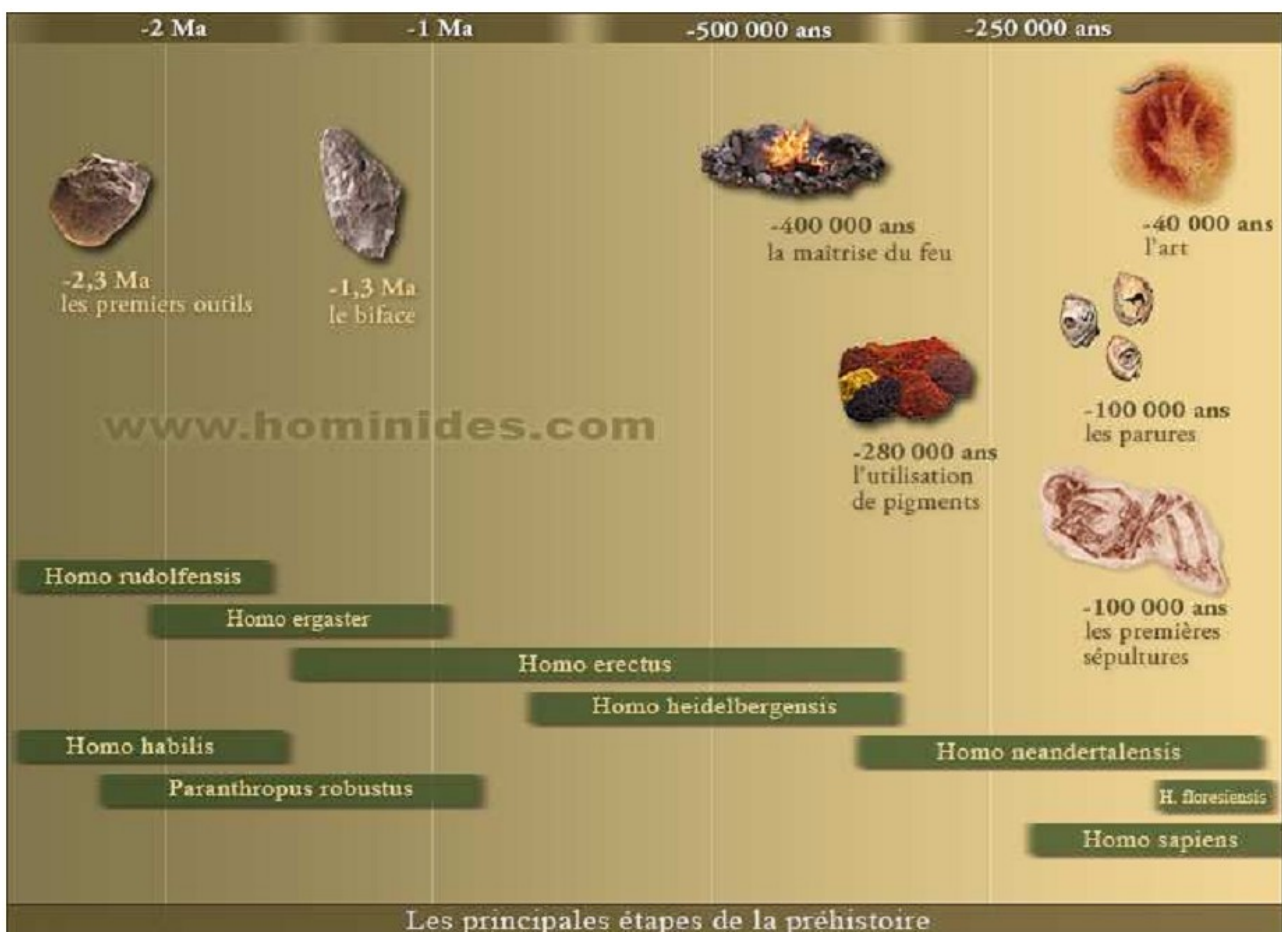 -2 Ma
-1 Ma
-500 000 ans
-250 000 ans
-2,3 Ma
les premiers outils
-1,3 Ma
le biface
-400 000 ans
la maîtrise du feu
-40 000 ans
l'art
-280 000 ans
l'utilisation
de pigments
-100 000 ans
les parures
-100 000 ans
les premières
sépultures
www.hominides.com
Homo rudolfensis
Homo ergaster
Homo erectus
Homo heidelbergensis
Homo habilis
Homo neandertalensis
Paranthropus robustus
H. floresiensis
Homo sapiens
Les principales étapes de la préhistoire